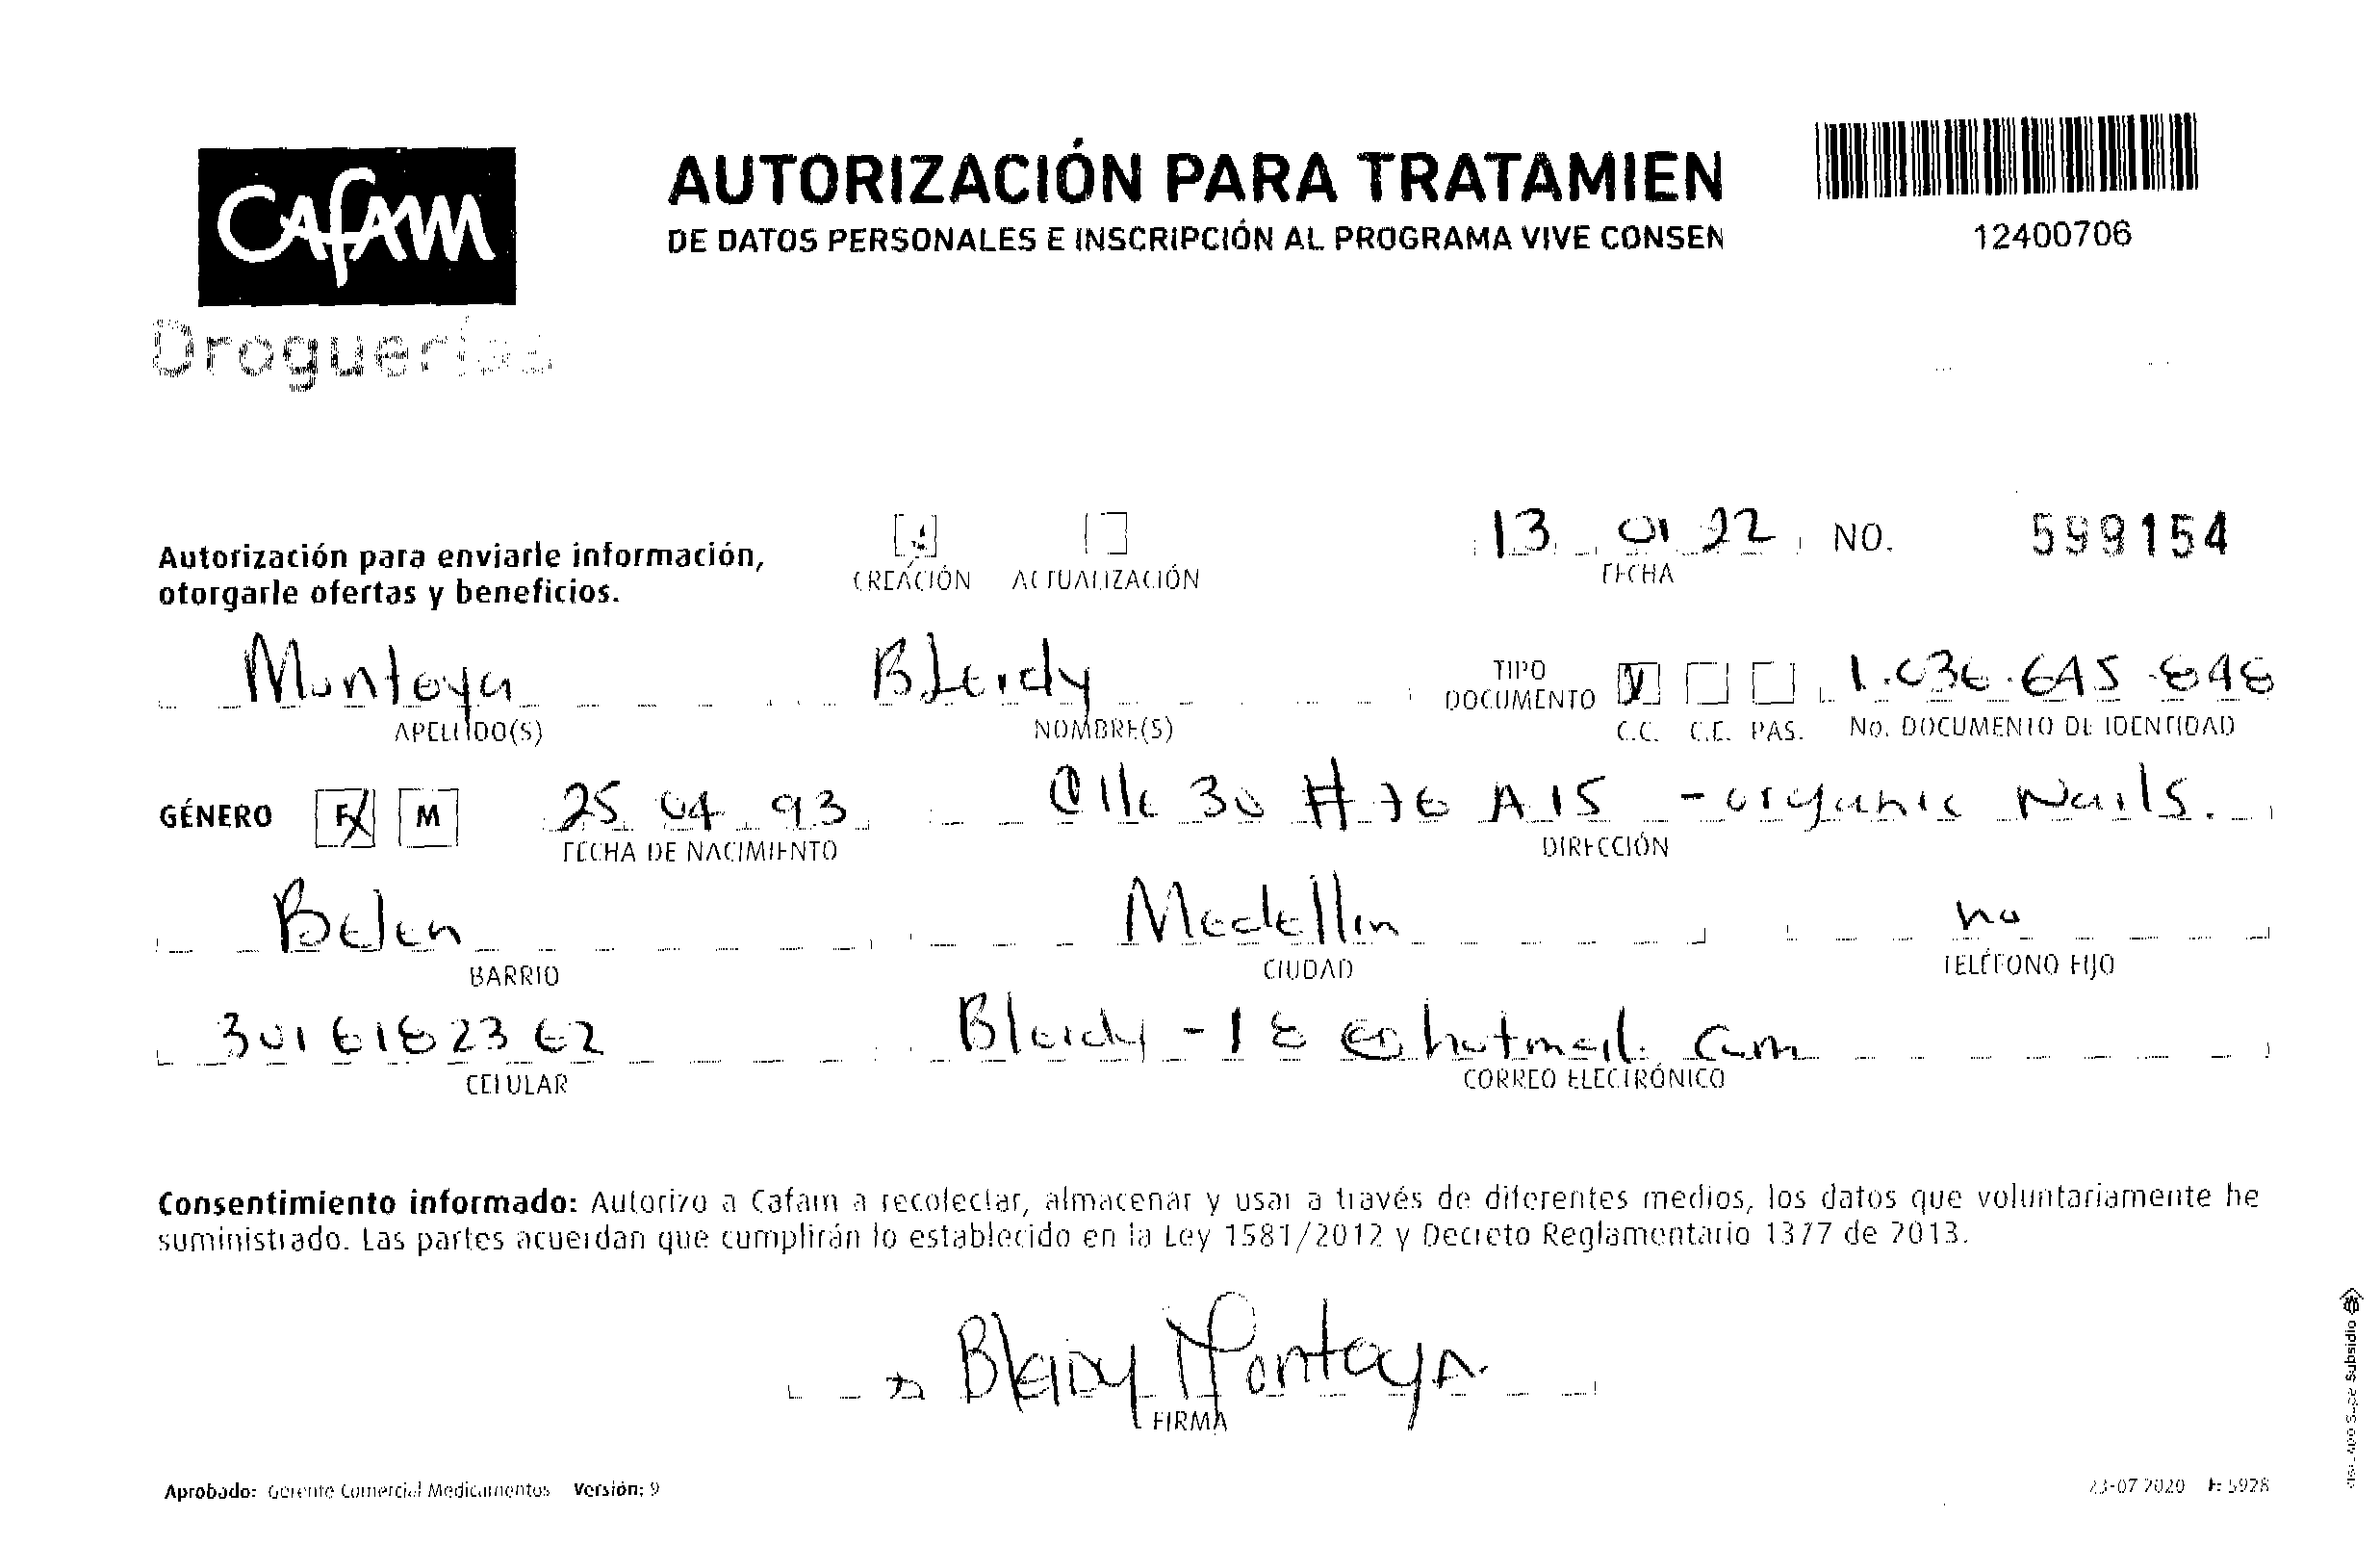 CAFAM
Droguerías
AUTORIZACIÓN PARA TRATAMIEN
DE DATOS PERSONALES E INSCRIPCIÓN AL PROGRAMA VIVE CONSEN
12400706
Autorización para enviarle información,
otorgarle ofertas y beneficios.
CREACIÓN ACTUALIZACIÓN
13 01 22 NO. 599154
FECHA
Montoya Bleidy TIPO DOCUMENTO 1.036.645.848
APELLIDO(S) NOMBRE(S) C.C. C.E. PAS. No. DOCUMENTO DE IDENTIDAD
GÉNERO F M 25 04 93 Clle 30 # 76 A 15 - organic Nails.
FECHA DE NACIMIENTO DIRECCIÓN
Belen Medellin no
BARRIO CIUDAD TELÉFONO FIJO
3016182362 Bleidy-18@hotmail.com
CELULAR CORREO ELECTRÓNICO
Consentimiento informado: Autorizo a Cafam a recolectar, almacenar y usar a través de diferentes medios, los datos que voluntariamente he
suministrado. Las partes acuerdan que cumplirán lo establecido en la Ley 1581/2012 y Decreto Reglamentario 1377 de 2013.
Bleidy Montoya
FIRMA
Aprobado: Gerente Comercial Medicamentos Versión: 9
23-07 2020 F: 5928
Subsidio